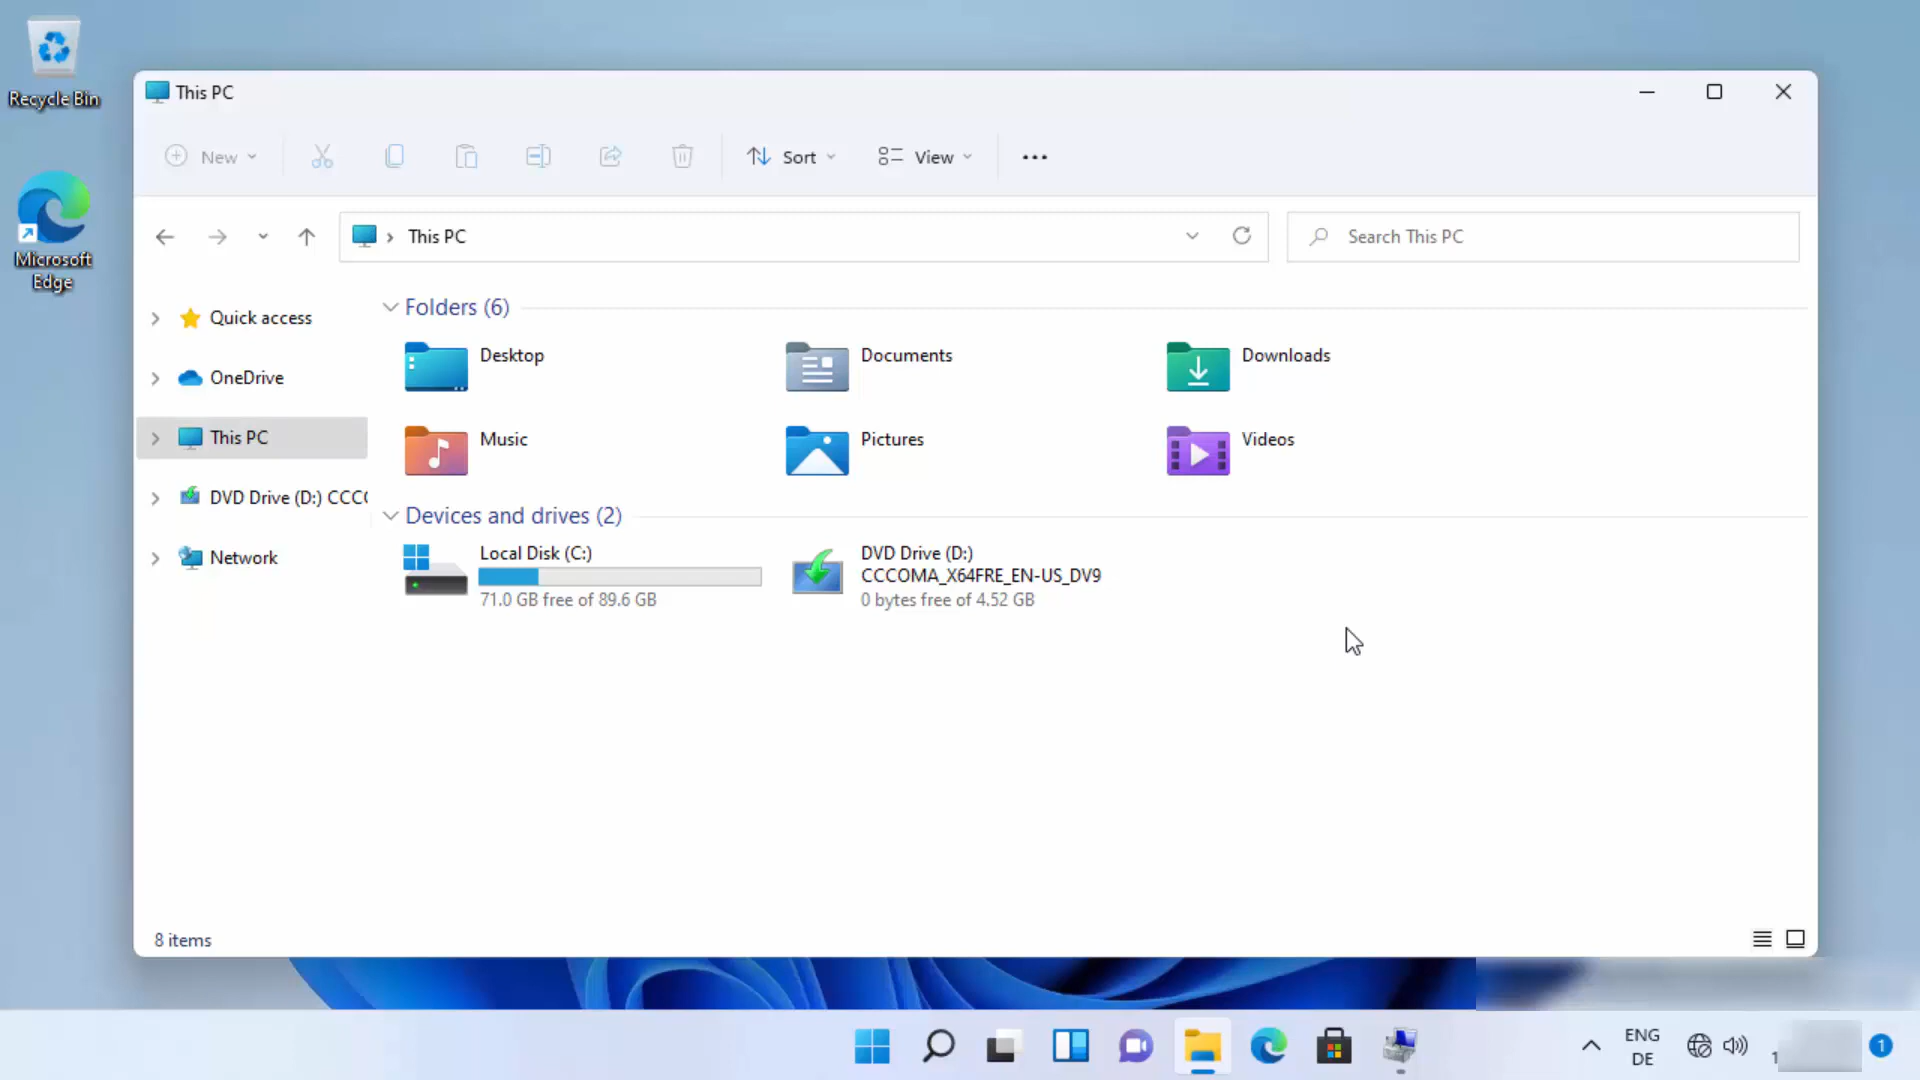 Recycle Bin
Microsoft
Edge
This PC
New
Sort
View
This PC
Search This PC
Quick access
OneDrive
This PC
DVD Drive (D:) CCC
Network
Folders (6)
Desktop
Documents
Downloads
Music
Pictures
Videos
Devices and drives (2)
Local Disk (C:)
71.0 GB free of 89.6 GB
DVD Drive (D:)
CCCOMA_X64FRE_EN-US_DV9
0 bytes free of 4.52 GB
8 items
ENG
DE
1
1